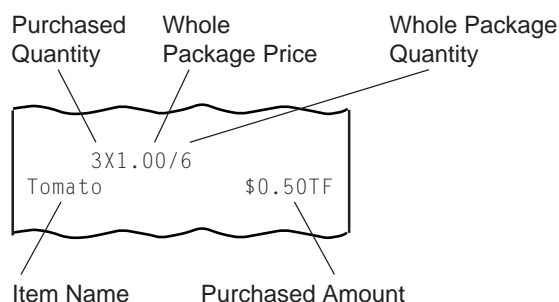 Purchased Whole Whole Package
Quantity Package Price Quantity
3X1.00/6
Tomato $0.50TF
Item Name Purchased Amount